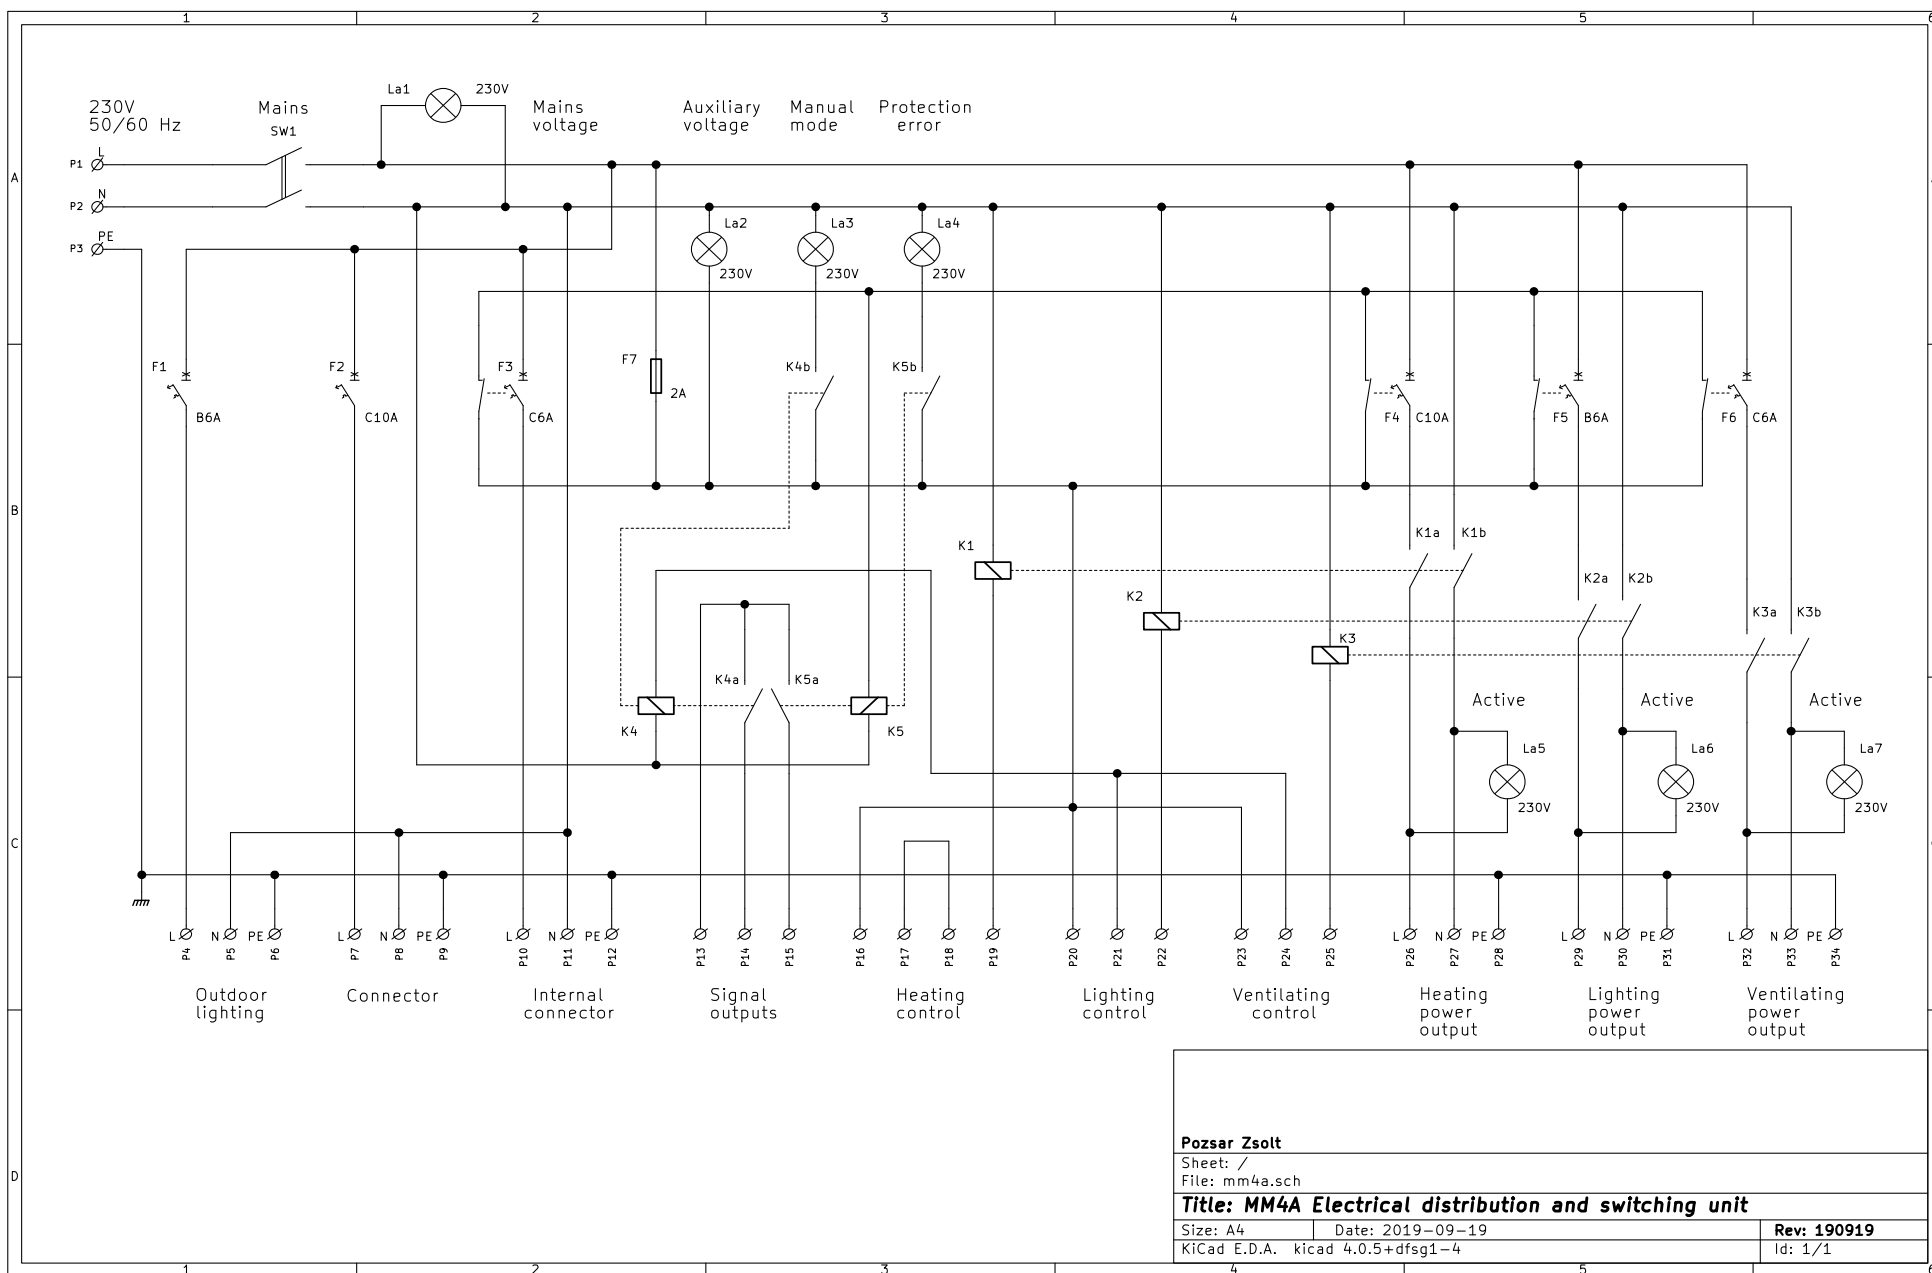 1 2 3 4 5 6
230V
50/60 Hz
Mains
SW1
La1
230V
Mains
voltage
Auxiliary
voltage
Manual
mode
Protection
error
P1 L
A
P2 N
P3 PE
La2
230V
La3
230V
La4
230V
F1
B6A
F2
C10A
F3
C6A
F7
2A
K4b
K5b
F4 C10A
F5 B6A
F6 C6A
B
K1
K1a K1b
K2
K2a K2b
K3
K3a K3b
K4a K5a
K4
K5
Active
Active
Active
La5
230V
La6
230V
La7
230V
C
L N PE L N PE L N PE L N PE L N PE L N PE
P4 P5 P6 P7 P8 P9 P10 P11 P12 P13 P14 P15 P16 P17 P18 P19 P20 P21 P22 P23 P24 P25 P26 P27 P28 P29 P30 P31 P32 P33 P34
Outdoor
lighting
Connector
Internal
connector
Signal
outputs
Heating
control
Lighting
control
Ventilating
control
Heating
power
output
Lighting
power
output
Ventilating
power
output
D
Pozsar Zsolt
Sheet: /
File: mm4a.sch
Title: MM4A Electrical distribution and switching unit
Size: A4 Date: 2019-09-19 Rev: 190919
KiCad E.D.A. kicad 4.0.5+dfsg1-4 Id: 1/1
1 2 3 4 5 6